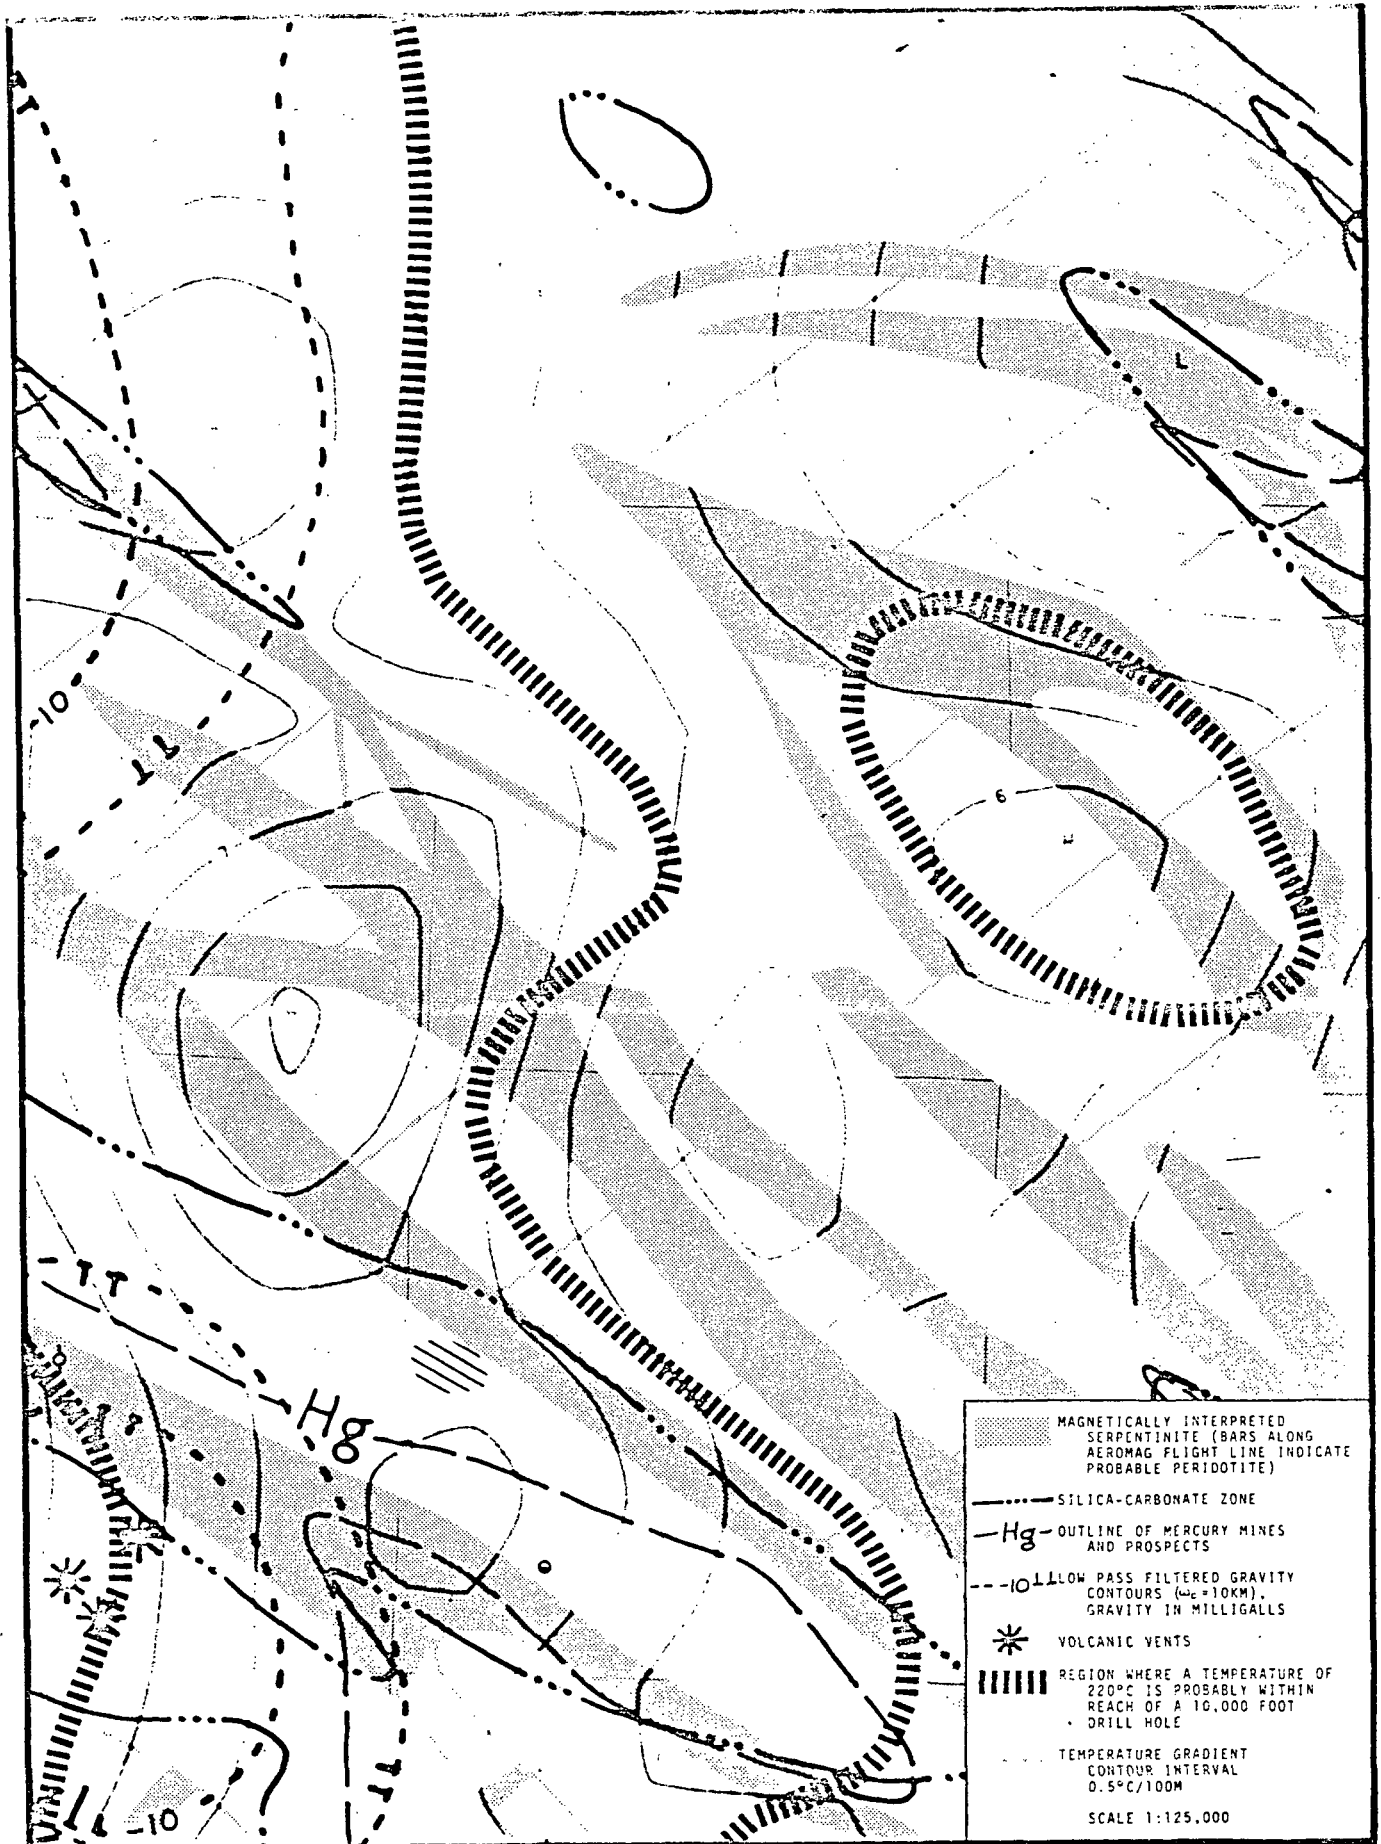 TT
L
-10
⊥⊥
6
7
-TT-
Hg
-10
MAGNETICALLY INTERPRETED
SERPENTINITE (BARS ALONG
AEROMAG FLIGHT LINE INDICATE
PROBABLE PERIDOTITE)
SILICA-CARBONATE ZONE
—Hg— OUTLINE OF MERCURY MINES
AND PROSPECTS
---10⊥⊥ LOW PASS FILTERED GRAVITY
CONTOURS (ωc=10KM),
GRAVITY IN MILLIGALLS
VOLCANIC VENTS
REGION WHERE A TEMPERATURE OF
220°C IS PROBABLY WITHIN
REACH OF A 10,000 FOOT
DRILL HOLE
TEMPERATURE GRADIENT
CONTOUR INTERVAL
0.5°C/100M
SCALE 1:125,000